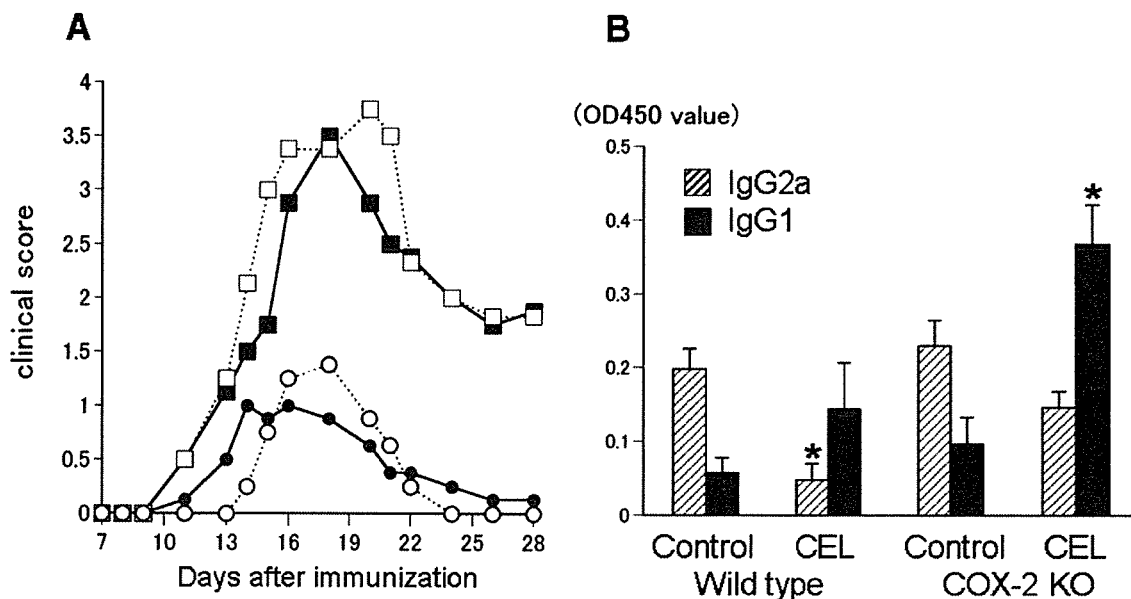 A
clinical score
4
3.5
3
2.5
2
1.5
1
0.5
0
7 10 13 16 19 22 25 28
Days after immunization
B
(OD450 value)
0.5
0.4
0.3
0.2
0.1
0
IgG2a
IgG1
*
*
Control CEL Control CEL
Wild type COX-2 KO